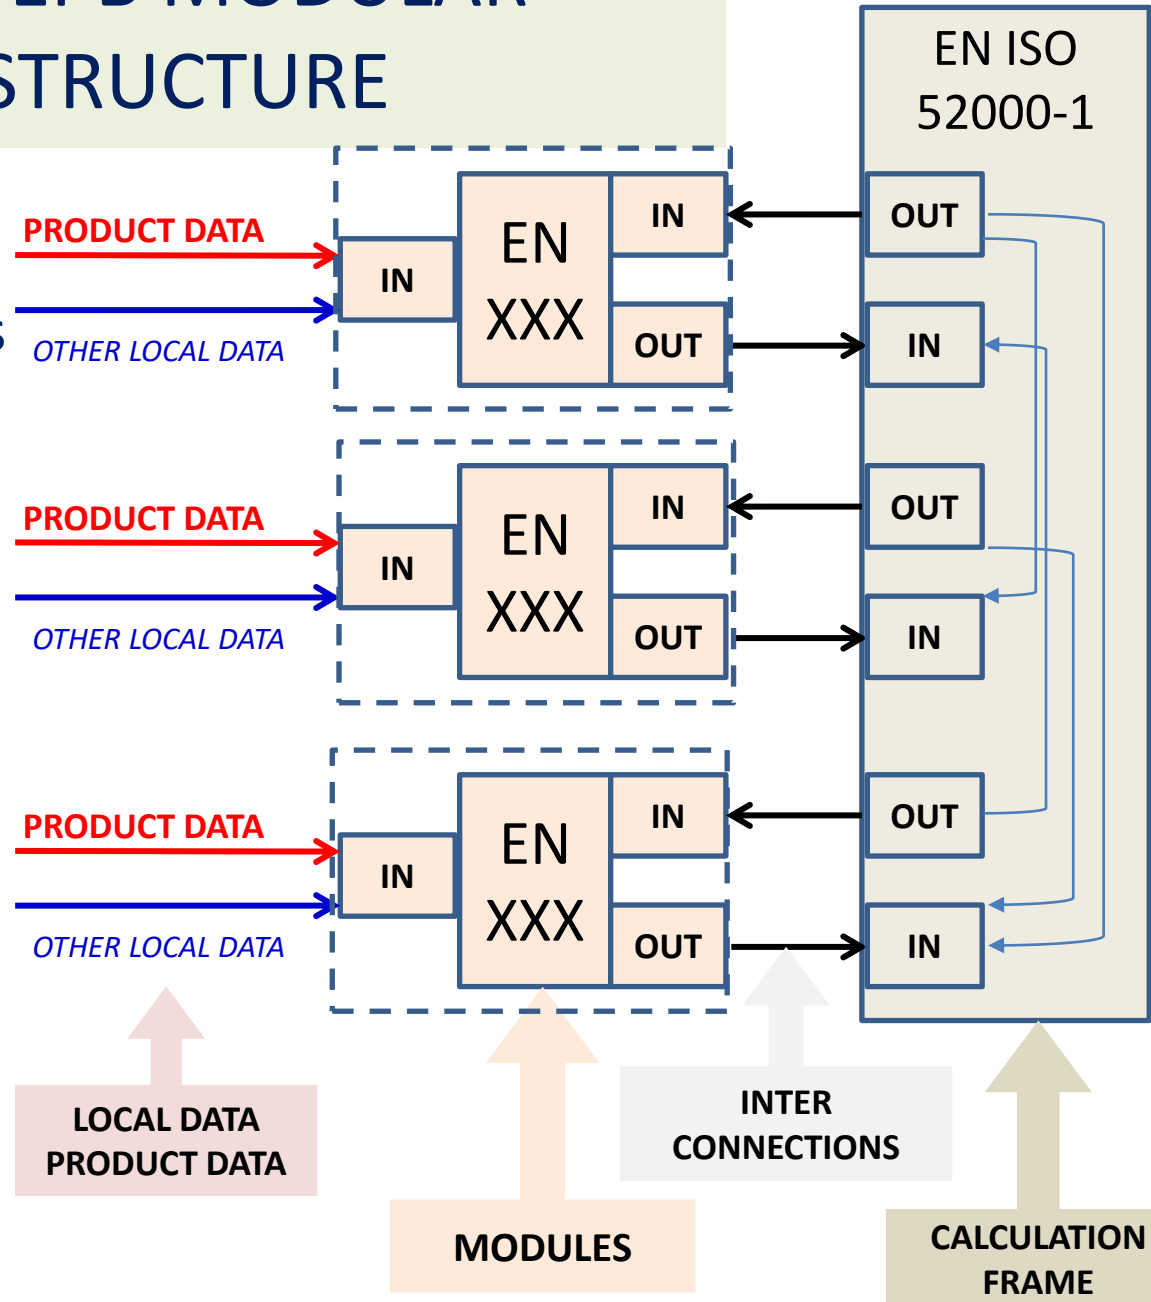 MODULAR
STRUCTURE
EN ISO
52000-1
PRODUCT DATA
OTHER LOCAL DATA
IN
EN
XXX
IN
OUT
OUT
IN
PRODUCT DATA
OTHER LOCAL DATA
IN
EN
XXX
IN
OUT
OUT
IN
PRODUCT DATA
OTHER LOCAL DATA
IN
EN
XXX
IN
OUT
OUT
IN
LOCAL DATA
PRODUCT DATA
MODULES
INTER
CONNECTIONS
CALCULATION
FRAME